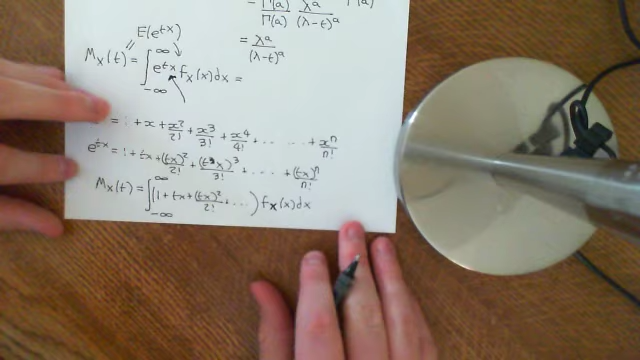 = Γ(a)/Γ(a) λ^a/(λ-t)^a Γ(a)
= λ^a/(λ-t)^a
E(e^{tx})
M_X(t) = ∫_{-∞}^{∞} e^{tx} f_X(x)dx =
= 1 + x + x²/2! + x³/3! + x⁴/4! + ... ... + xⁿ/n!
e^{tx} = 1 + tx + (tx)²/2! + (tx)³/3! + ... ... + (tx)ⁿ/n!
M_X(t) = ∫_{-∞}^{∞} (1 + tx + (tx)²/2! + ...) f_X(x)dx